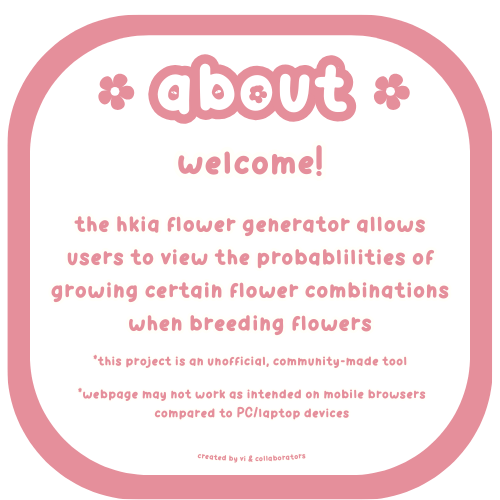 about
welcome!
the hkia flower generator allows
users to view the probablilities of
growing certain flower combinations
when breeding flowers
*this project is an unofficial, community-made tool
*webpage may not work as intended on mobile browsers
compared to PC/laptop devices
created by vi & collaborators